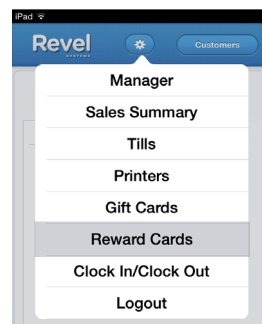 iPad
Revel
SYSTEMS
Customers
Manager
Sales Summary
Tills
Printers
Gift Cards
Reward Cards
Clock In/Clock Out
Logout